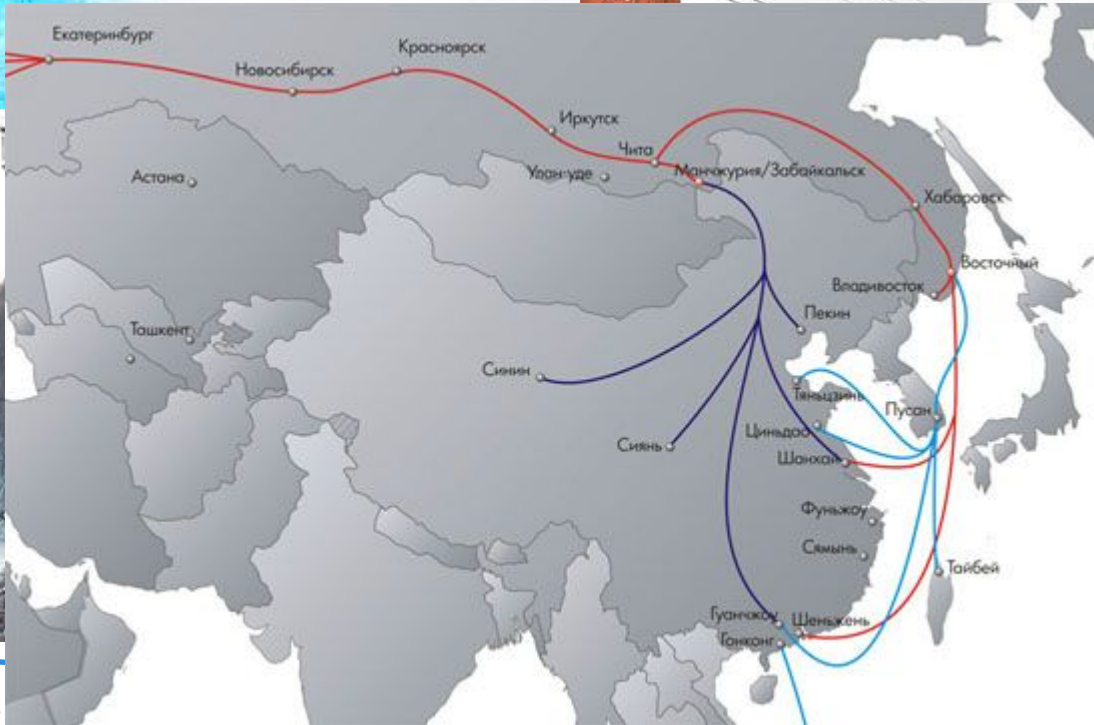 Екатеринбург
Красноярск
Новосибирск
Иркутск
Чита
Манчжурия/Забайкальск
Улан-уде
Астана
Хабаровск
Восточный
Владивосток
Пекин
Ташкент
Синин
Тяньцзинь
Пусан
Циньдао
Сиянь
Шанхай
Фуньжоу
Сямынь
Тайбей
Гуанчжоу
Шеньжень
Гонконг